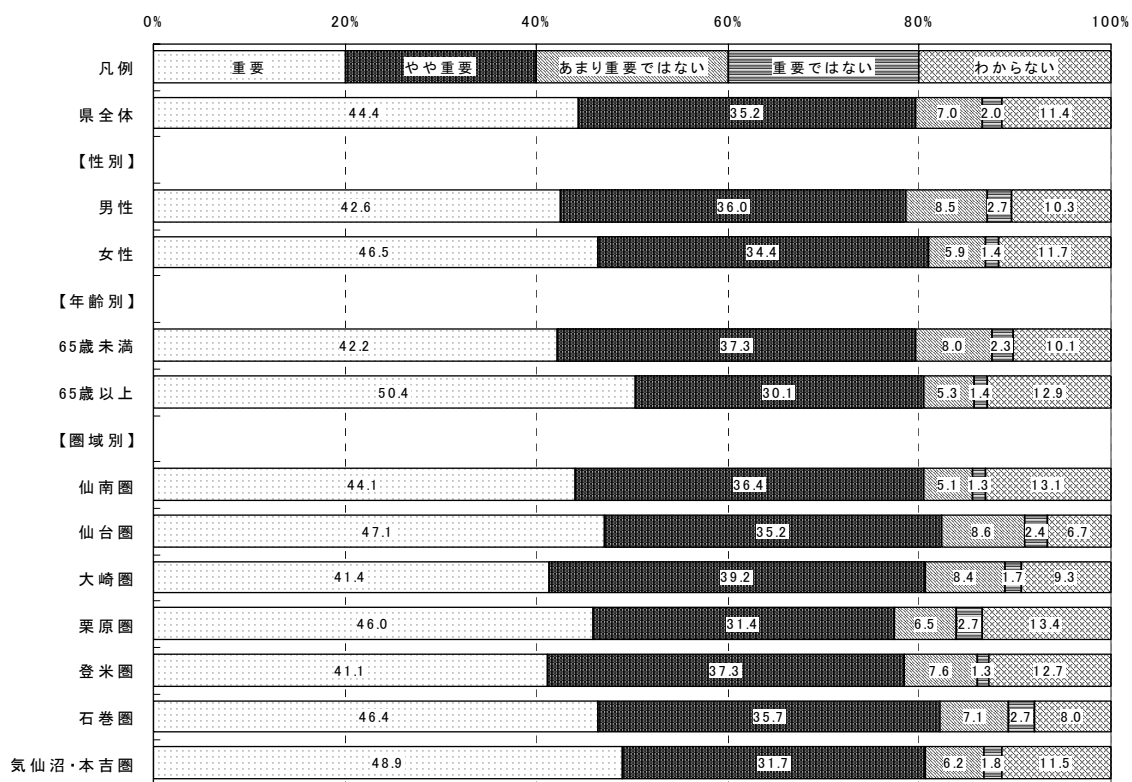 0% 20% 40% 60% 80% 100%
凡例 重要 やや重要 あまり重要ではない 重要ではない わからない
県全体 44.4 35.2 7.0 2.0 11.4
【性別】
男性 42.6 36.0 8.5 2.7 10.3
女性 46.5 34.4 5.9 1.4 11.7
【年齢別】
65歳未満 42.2 37.3 8.0 2.3 10.1
65歳以上 50.4 30.1 5.3 1.4 12.9
【圏域別】
仙南圏 44.1 36.4 5.1 1.3 13.1
仙台圏 47.1 35.2 8.6 2.4 6.7
大崎圏 41.4 39.2 8.4 1.7 9.3
栗原圏 46.0 31.4 6.5 2.7 13.4
登米圏 41.1 37.3 7.6 1.3 12.7
石巻圏 46.4 35.7 7.1 2.7 8.0
気仙沼・本吉圏 48.9 31.7 6.2 1.8 11.5